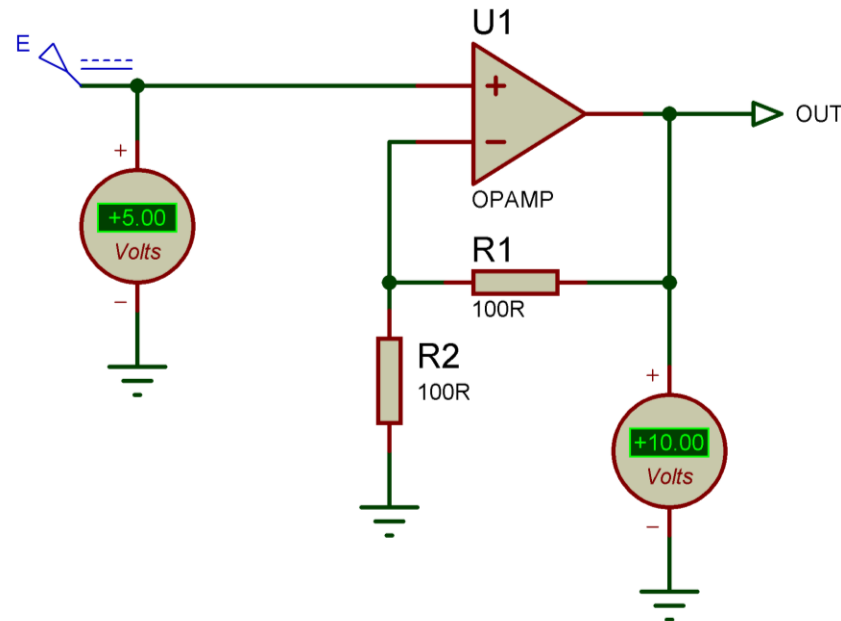 U1
E
+
OUT
−
+
+5.00
Volts
−
OPAMP
R1
100R
R2
100R
+
+10.00
Volts
−